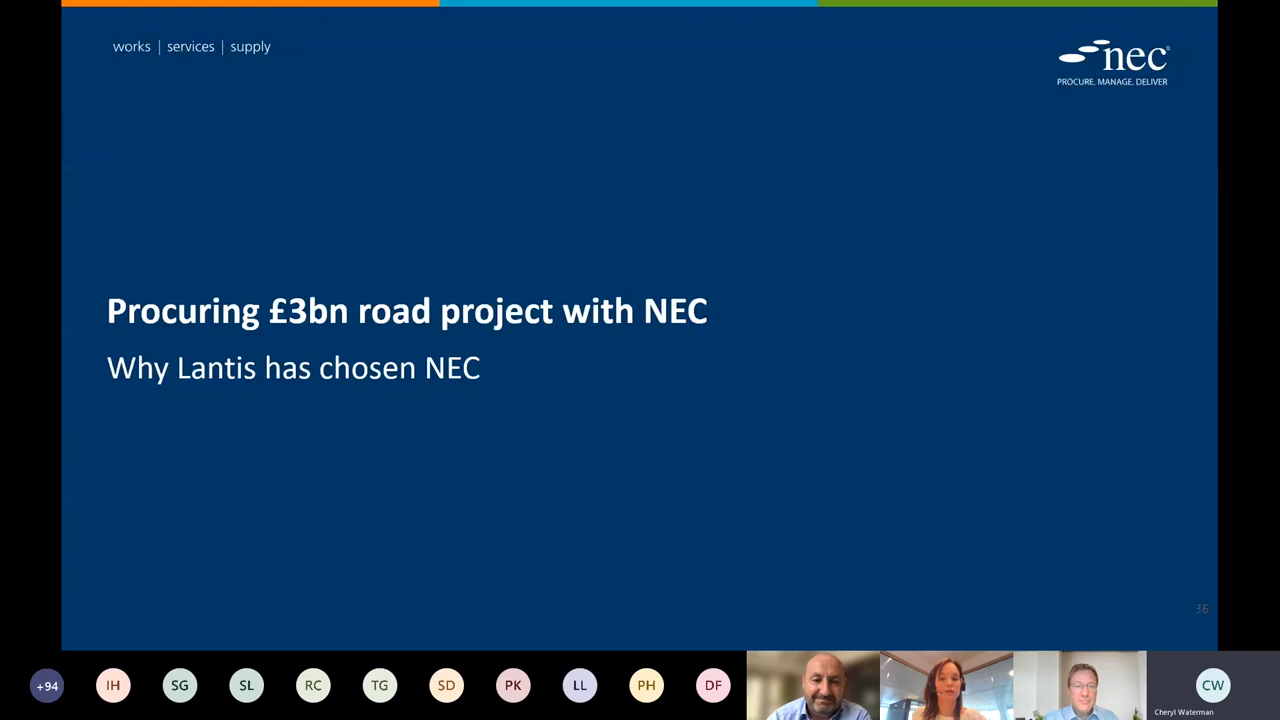 works | services | supply
nec®
PROCURE. MANAGE. DELIVER
Procuring £3bn road project with NEC
Why Lantis has chosen NEC
36
+94 IH SG SL RC TG SD PK LL PH DF CW
Cheryl Waterman